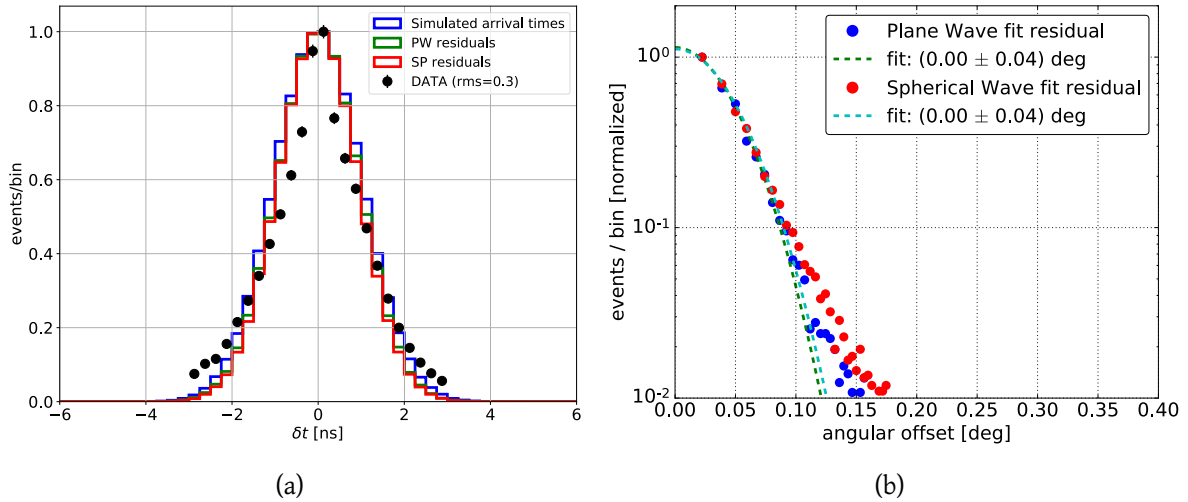 Simulated arrival times
PW residuals
SP residuals
DATA (rms=0.3)
events/bin
1.0
0.8
0.6
0.4
0.2
0.0
−6
−4
−2
0
2
4
6
δt [ns]
(a)
Plane Wave fit residual
fit: (0.00 ± 0.04) deg
Spherical Wave fit residual
fit: (0.00 ± 0.04) deg
events / bin [normalized]
10⁰
10⁻¹
10⁻²
0.00
0.05
0.10
0.15
0.20
0.25
0.30
0.35
0.40
angular offset [deg]
(b)